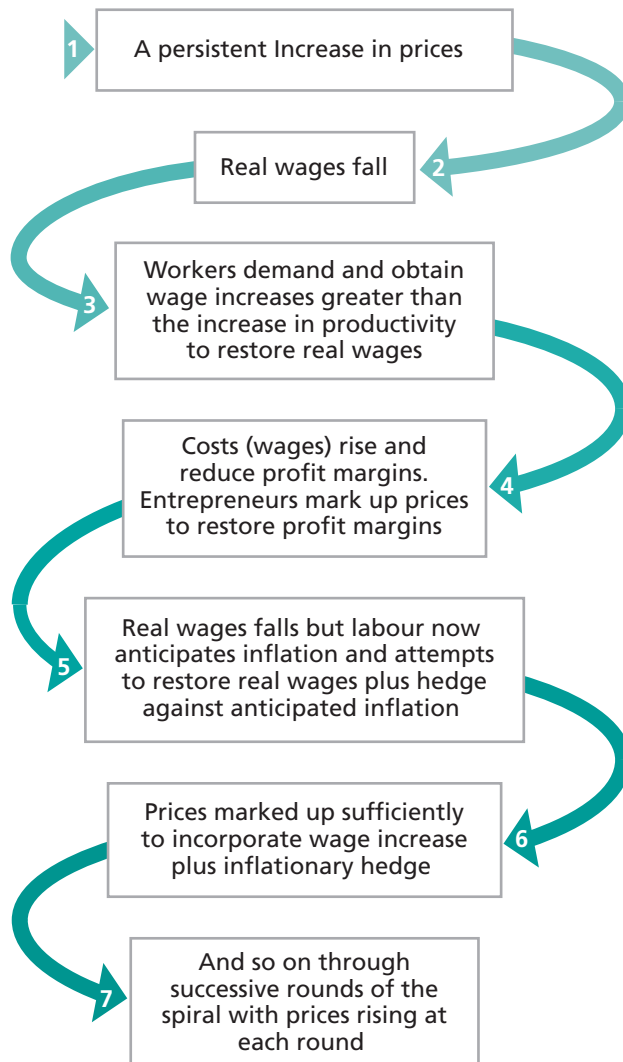 1
A persistent Increase in prices
2
Real wages fall
3
Workers demand and obtain
wage increases greater than
the increase in productivity
to restore real wages
4
Costs (wages) rise and
reduce profit margins.
Entrepreneurs mark up prices
to restore profit margins
5
Real wages falls but labour now
anticipates inflation and attempts
to restore real wages plus hedge
against anticipated inflation
6
Prices marked up sufficiently
to incorporate wage increase
plus inflationary hedge
7
And so on through
successive rounds of the
spiral with prices rising at
each round